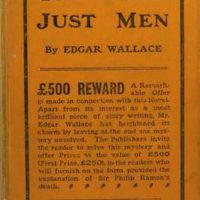 JUST MEN
By EDGAR WALLACE
£500 REWARD A Remark-
able Offer
is made in connection with this Novel.
Apart from its interest as a most
brilliant piece of story writing, Mr.
Edgar Wallace has heightened its
charm by leaving at the end one mys-
tery unsolved. The Publishers invite
the reader to solve this mystery and
offer Prizes to the value of £500
(First Prize, £250), to the readers who
will furnish on the form provided the
explanation of Sir Philip Ramon's
death.